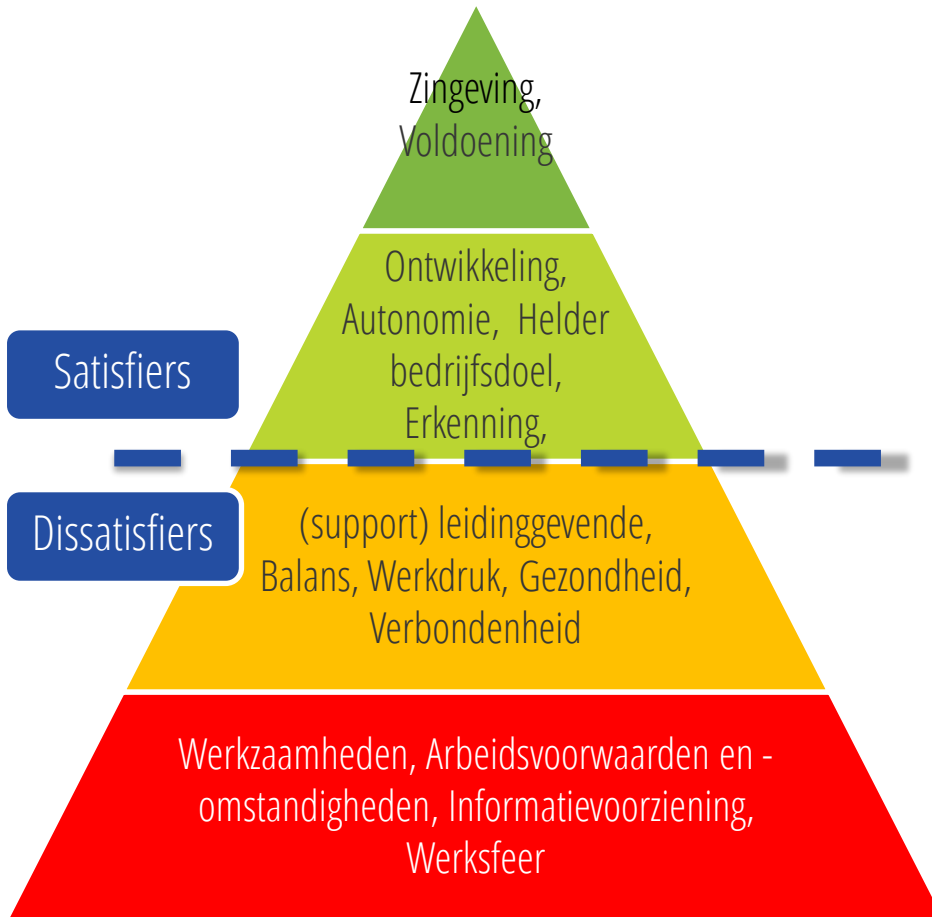 Zingeving,
Voldoening
Ontwikkeling,
Autonomie, Helder
bedrijfsdoel,
Erkenning,
Satisfiers
Dissatisfiers
(support) leidinggevende,
Balans, Werkdruk, Gezondheid,
Verbondenheid
Werkzaamheden, Arbeidsvoorwaarden en -
omstandigheden, Informatievoorziening,
Werksfeer